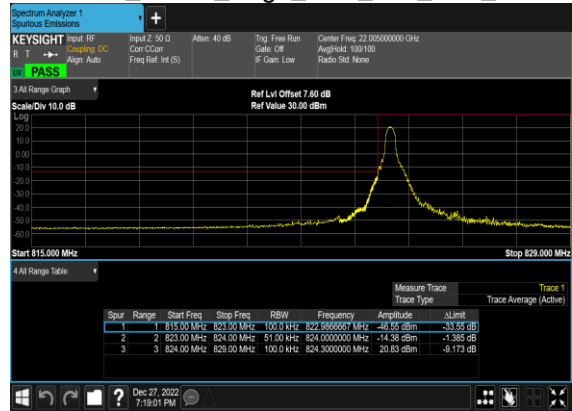 Spectrum Analyzer 1
Spurious Emissions
KEYSIGHT Input: RF Input Z: 50 Ω Atten: 40 dB Trig: Free Run Center Freq: 22.005000000 GHz
R T Coupling: DC Corr CCorr Gate: Off Avg|Hold: 100/100
Align: Auto Freq Ref: Int (S) IF Gain: Low Radio Std: None
PASS
3 All Range Graph
Ref Lvl Offset 7.60 dB
Scale/Div 10.0 dB Ref Value 30.00 dBm
Log
20.0
10.0
0.00
-10.0
-20.0
-30.0
-40.0
-50.0
-60.0
Start 815.000 MHz Stop 829.000 MHz
4 All Range Table
Measure Trace Trace 1
Trace Type Trace Average (Active)
Spur Range Start Freq Stop Freq RBW Frequency Amplitude ΔLimit
1 1 815.00 MHz 823.00 MHz 100.0 kHz 822.9866667 MHz -46.55 dBm -33.55 dB
2 2 823.00 MHz 824.00 MHz 51.00 kHz 824.0000000 MHz -14.38 dBm -1.385 dB
3 3 824.00 MHz 829.00 MHz 100.0 kHz 824.3000000 MHz 20.83 dBm -9.173 dB
? Dec 27, 2022
7:19:01 PM